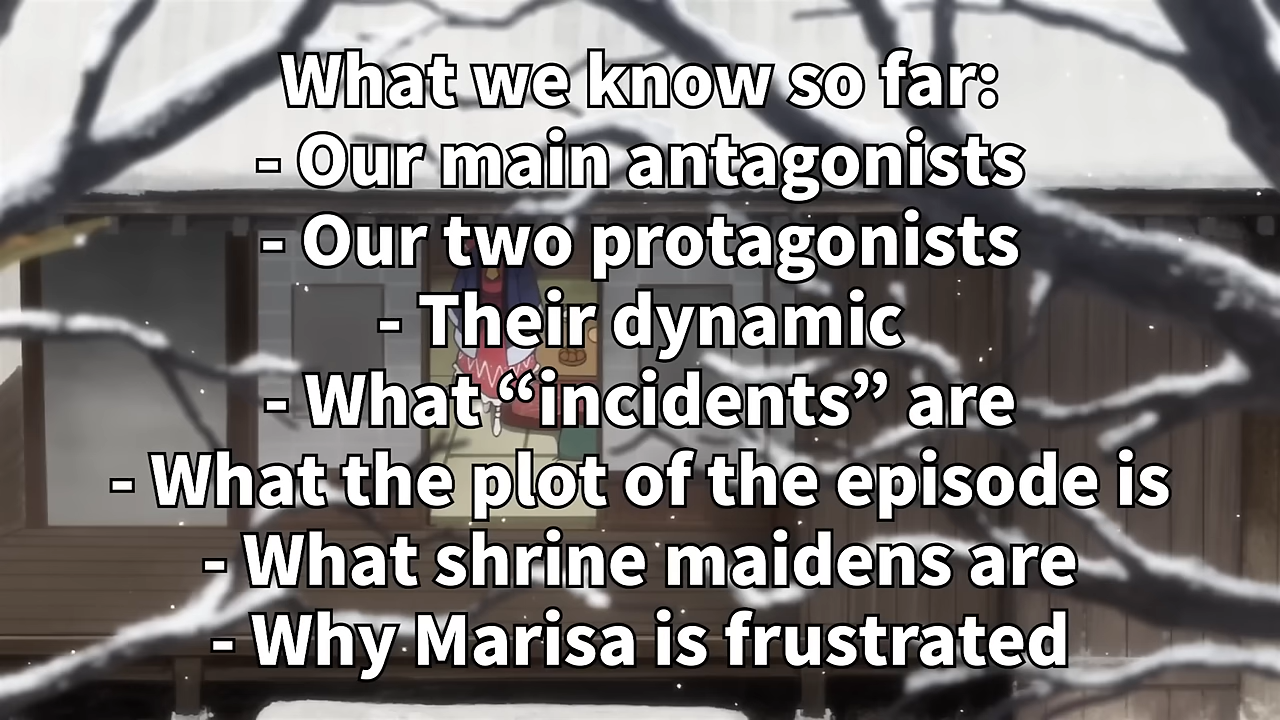 What we know so far:
- Our main antagonists
- Our two protagonists
- Their dynamic
- What “incidents” are
- What the plot of the episode is
- What shrine maidens are
- Why Marisa is frustrated